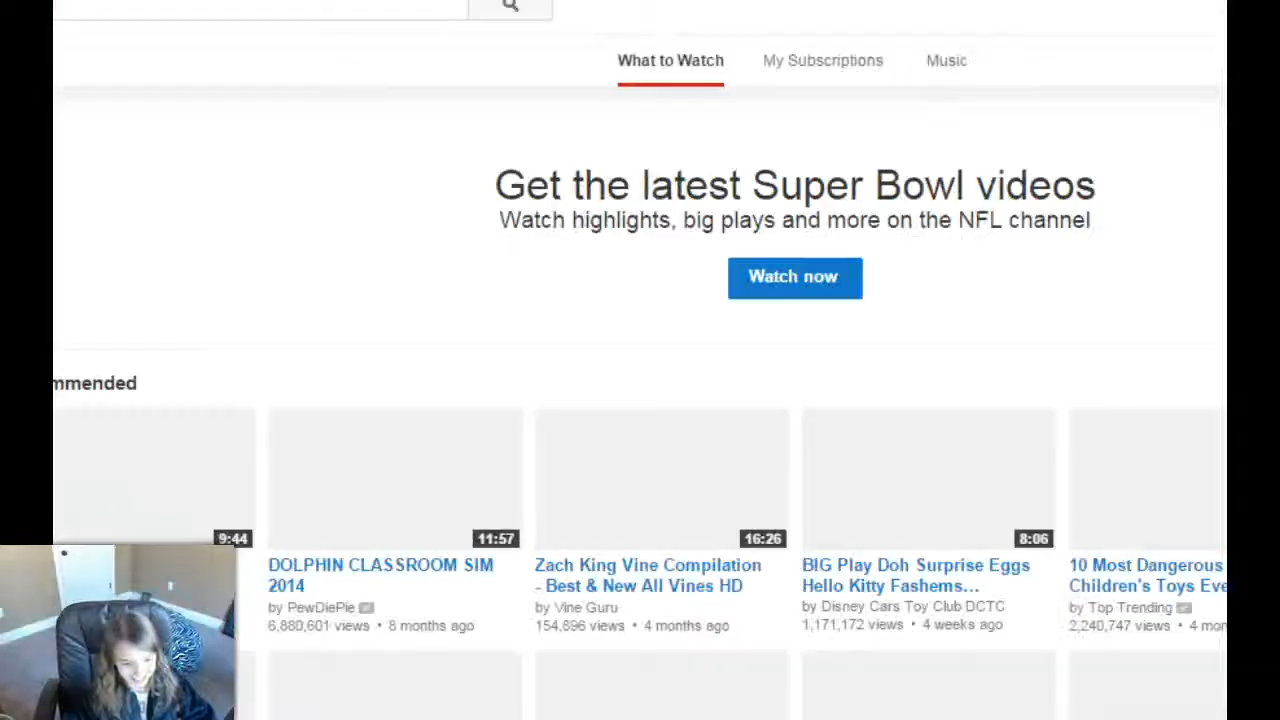 What to Watch My Subscriptions Music
Get the latest Super Bowl videos
Watch highlights, big plays and more on the NFL channel
Watch now
mmended
9:44 11:57 16:26 8:06
DOLPHIN CLASSROOM SIM
2014
by PewDiePie
6,880,601 views • 8 months ago
Zach King Vine Compilation
- Best & New All Vines HD
by Vine Guru
154,896 views • 4 months ago
BIG Play Doh Surprise Eggs
Hello Kitty Fashems...
by Disney Cars Toy Club DCTC
1,171,172 views • 4 weeks ago
10 Most Dangerous
Children's Toys Eve
by Top Trending
2,240,747 views • 4 mon